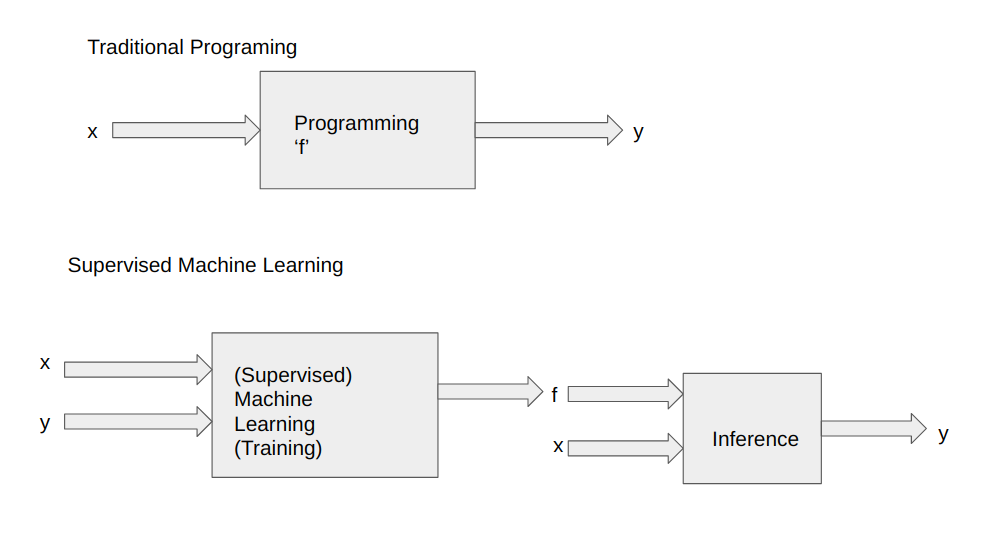 Traditional Programing
x
Programming
‘f’
y
Supervised Machine Learning
x
y
(Supervised)
Machine
Learning
(Training)
f
x
Inference
y